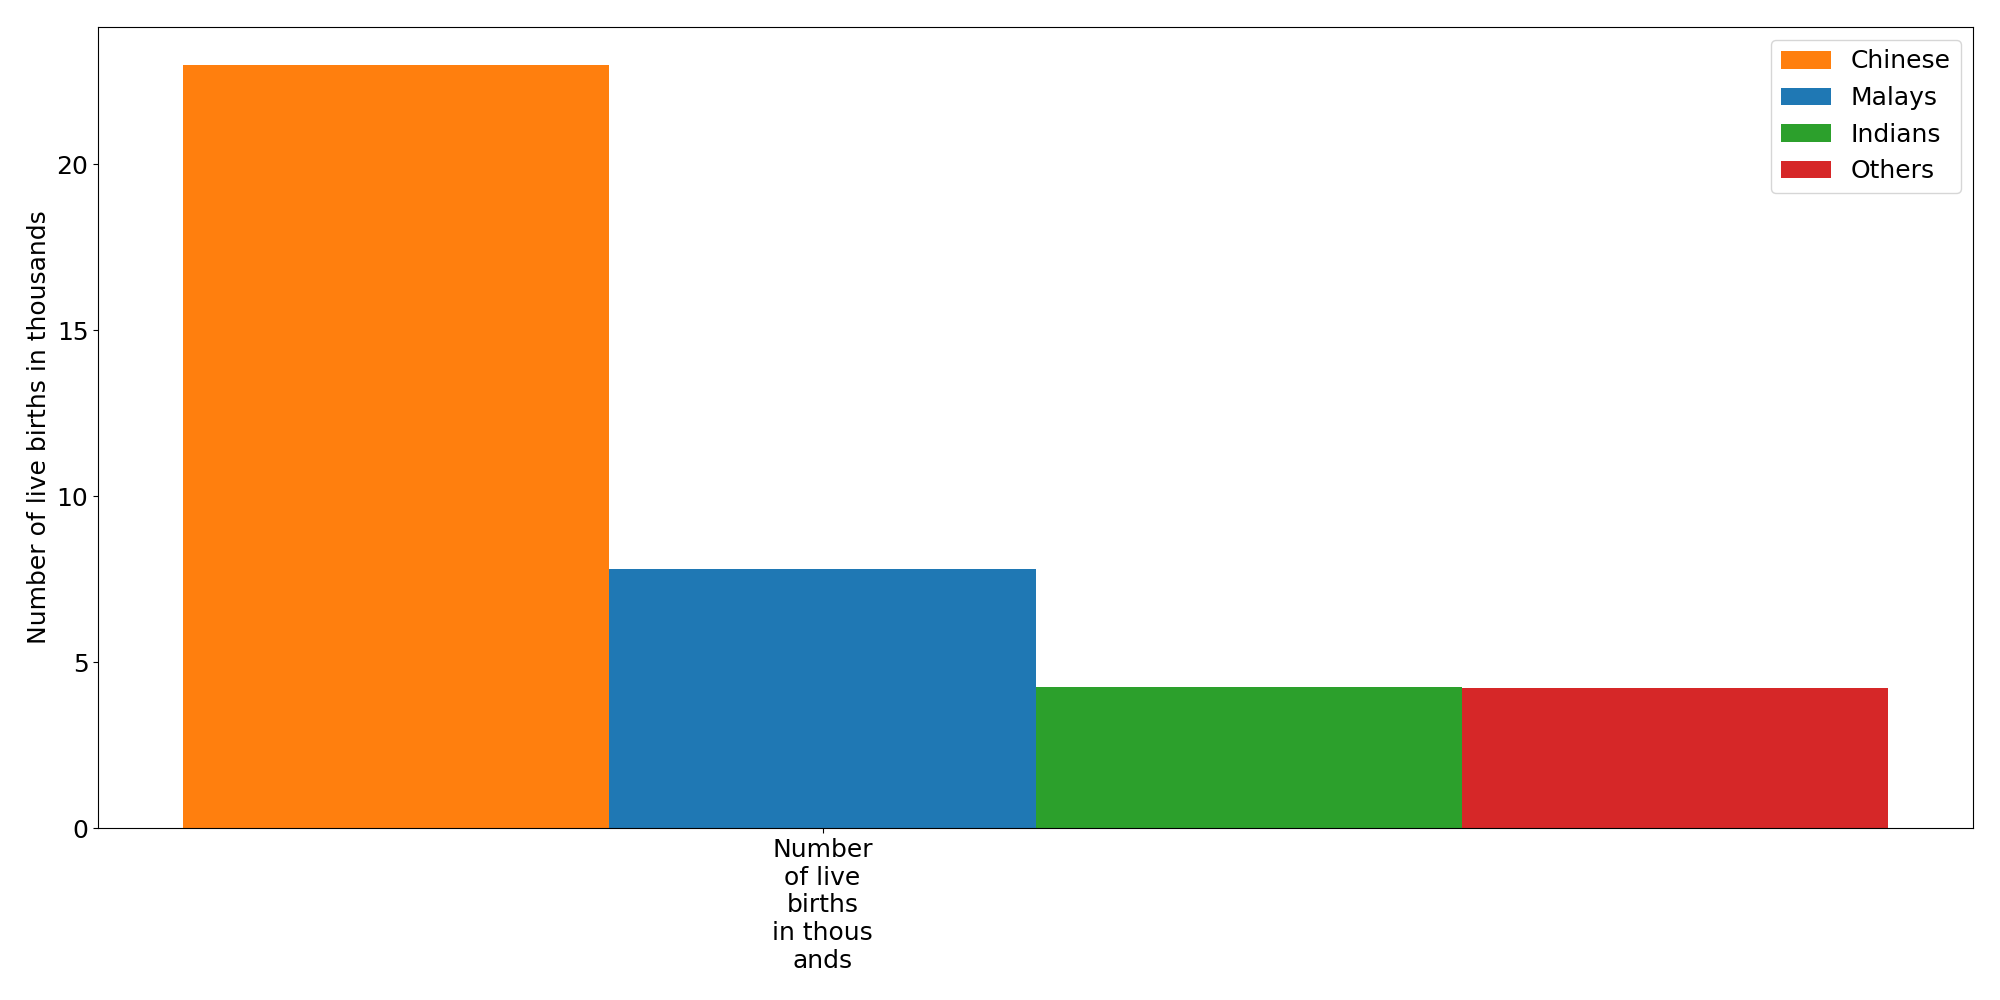 Number of live births in thousands
20
15
10
5
0
Chinese
Malays
Indians
Others
Number
of live
births
in thous
ands